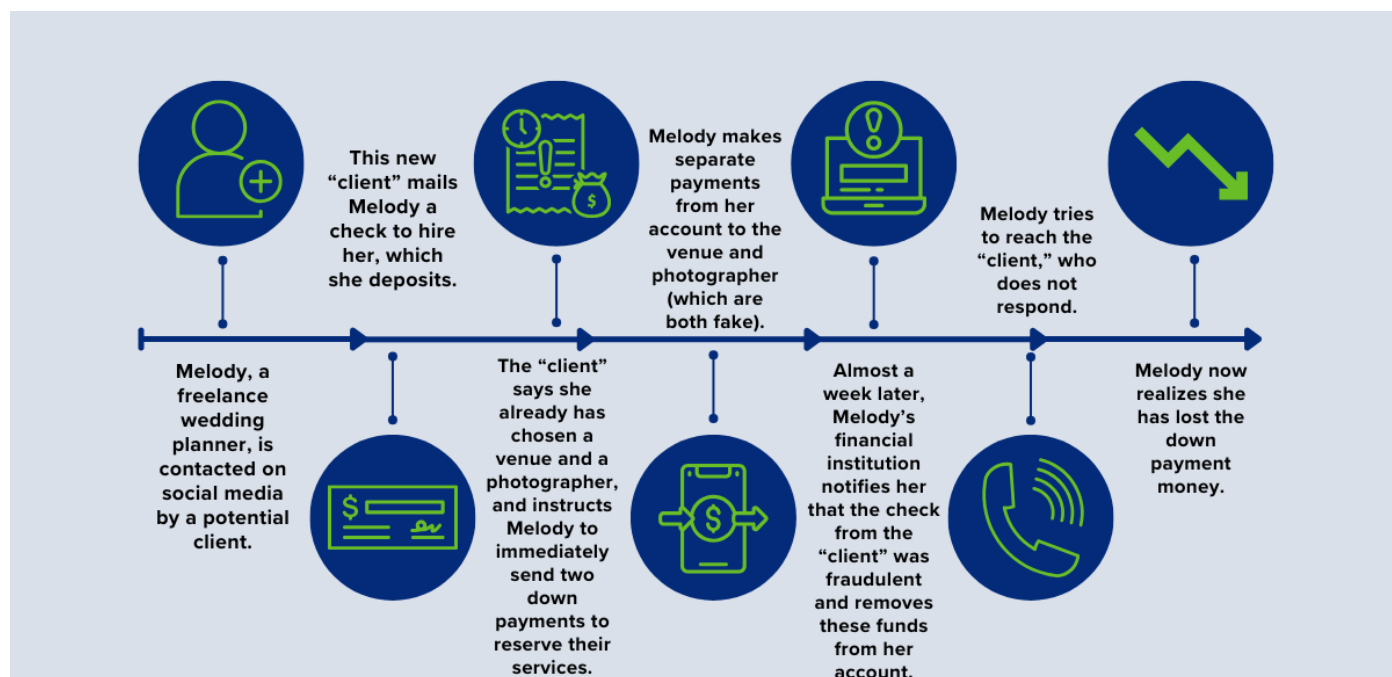 Melody, a
freelance
wedding
planner, is
contacted on
social media
by a potential
client.
This new
“client” mails
Melody a
check to hire
her, which
she deposits.
$
The “client”
says she
already has
chosen a
venue and a
photographer,
and instructs
Melody to
immediately
send two
down
payments to
reserve their
services.
$
Melody makes
separate
payments
from her
account to the
venue and
photographer
(which are
both fake).
$
Almost a
week later,
Melody’s
financial
institution
notifies her
that the check
from the
“client” was
fraudulent
and removes
these funds
from her
account.
Melody tries
to reach the
“client,” who
does not
respond.
Melody now
realizes she
has lost the
down
payment
money.